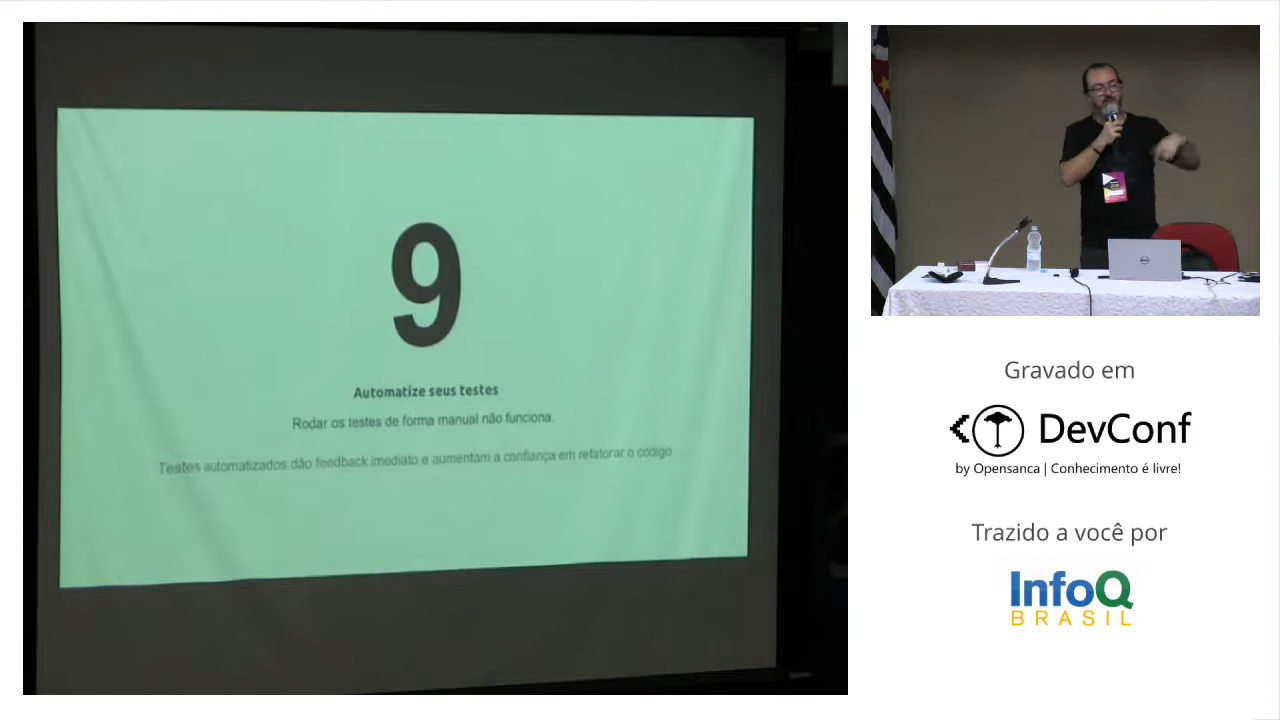 9
Automatize seus testes
Rodar os testes de forma manual não funciona.
Testes automatizados dão feedback imediato e aumentam a confiança em refatorar o código
Gravado em
DevConf
by Opensanca | Conhecimento é livre!
Trazido a você por
InfoQ
BRASIL